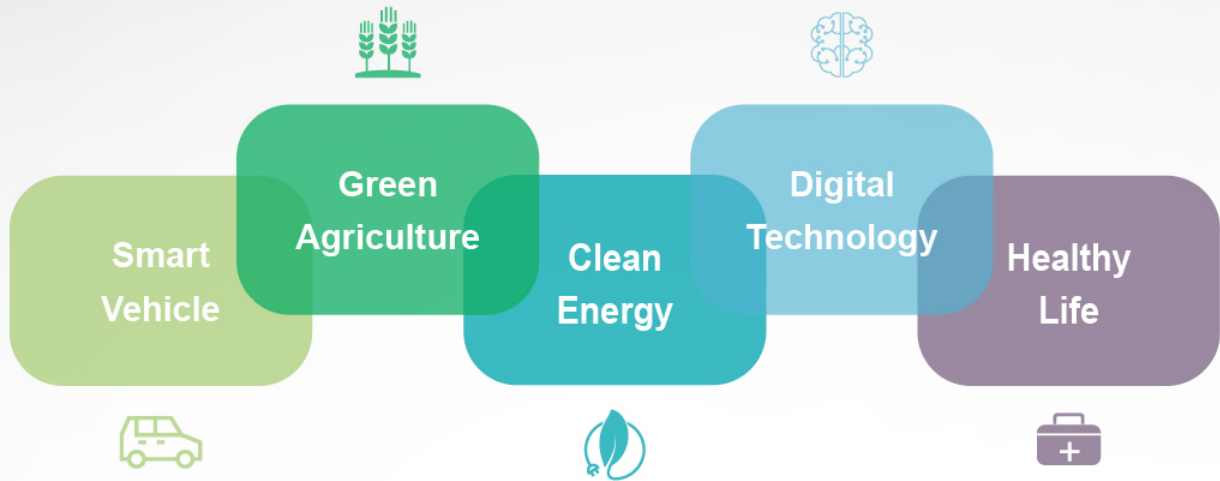 Smart
Vehicle
Green
Agriculture
Clean
Energy
Digital
Technology
Healthy
Life